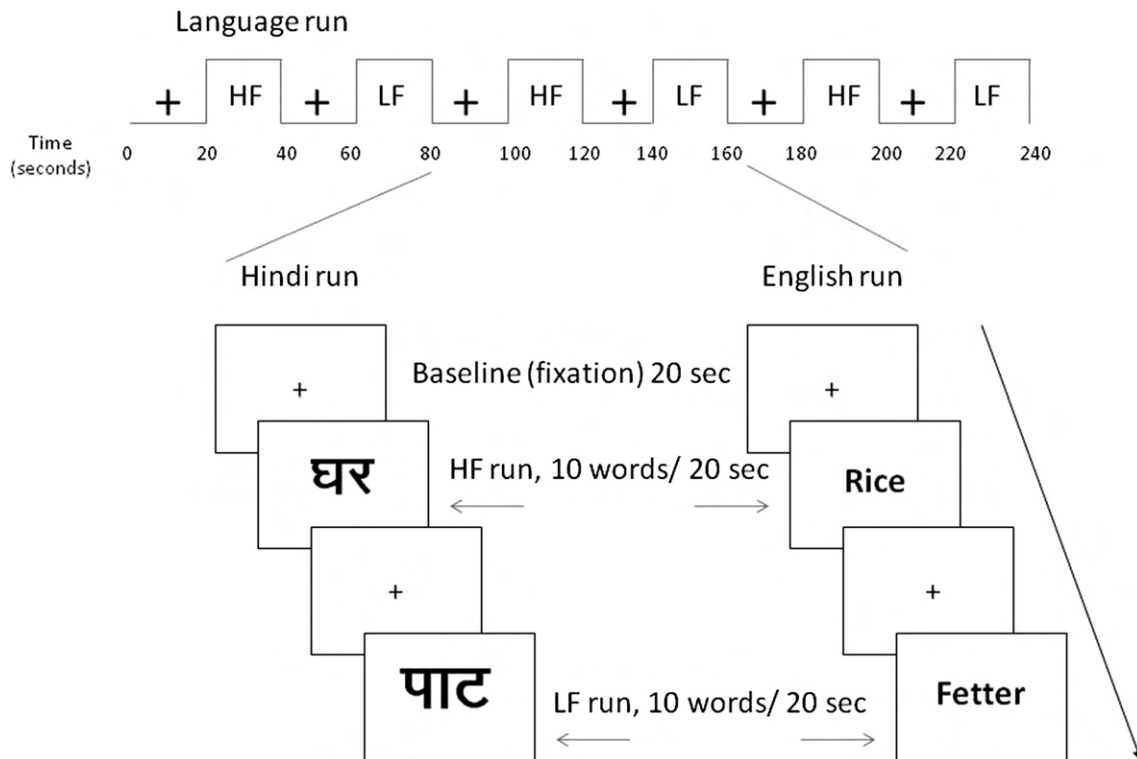 Language run
+ HF + LF + HF + LF + HF + LF
Time
(seconds)
0 20 40 60 80 100 120 140 160 180 200 220 240
Hindi run
English run
+
Baseline (fixation) 20 sec
+
घर
HF run, 10 words/ 20 sec
Rice
+
+
पाट
LF run, 10 words/ 20 sec
Fetter